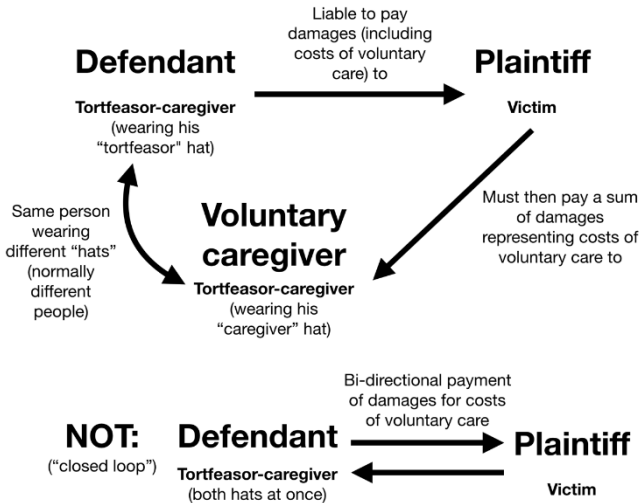 Liable to pay
damages (including
costs of voluntary
care) to
Defendant
Plaintiff
Tortfeasor-caregiver
(wearing his
“tortfeasor" hat)
Victim
Same person
wearing
different “hats”
(normally
different
people)
Voluntary
caregiver
Tortfeasor-caregiver
(wearing his
“caregiver” hat)
Must then pay a sum
of damages
representing costs of
voluntary care to
Bi-directional payment
of damages for costs
of voluntary care
NOT:
(“closed loop”)
Defendant
Tortfeasor-caregiver
(both hats at once)
Plaintiff
Victim